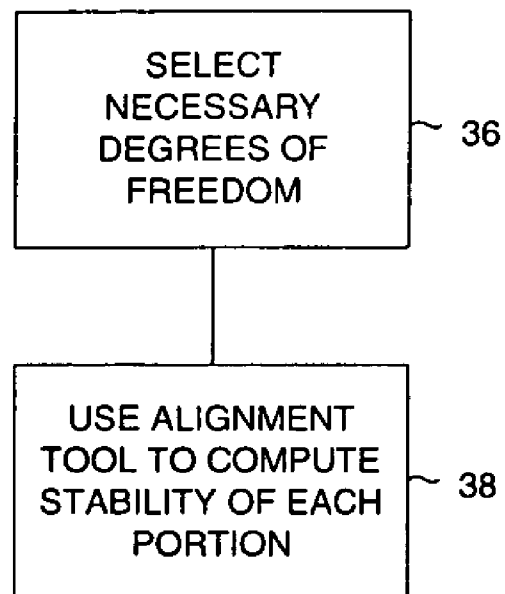 SELECT
NECESSARY
DEGREES OF
FREEDOM
36
USE ALIGNMENT
TOOL TO COMPUTE
STABILITY OF EACH
PORTION
38